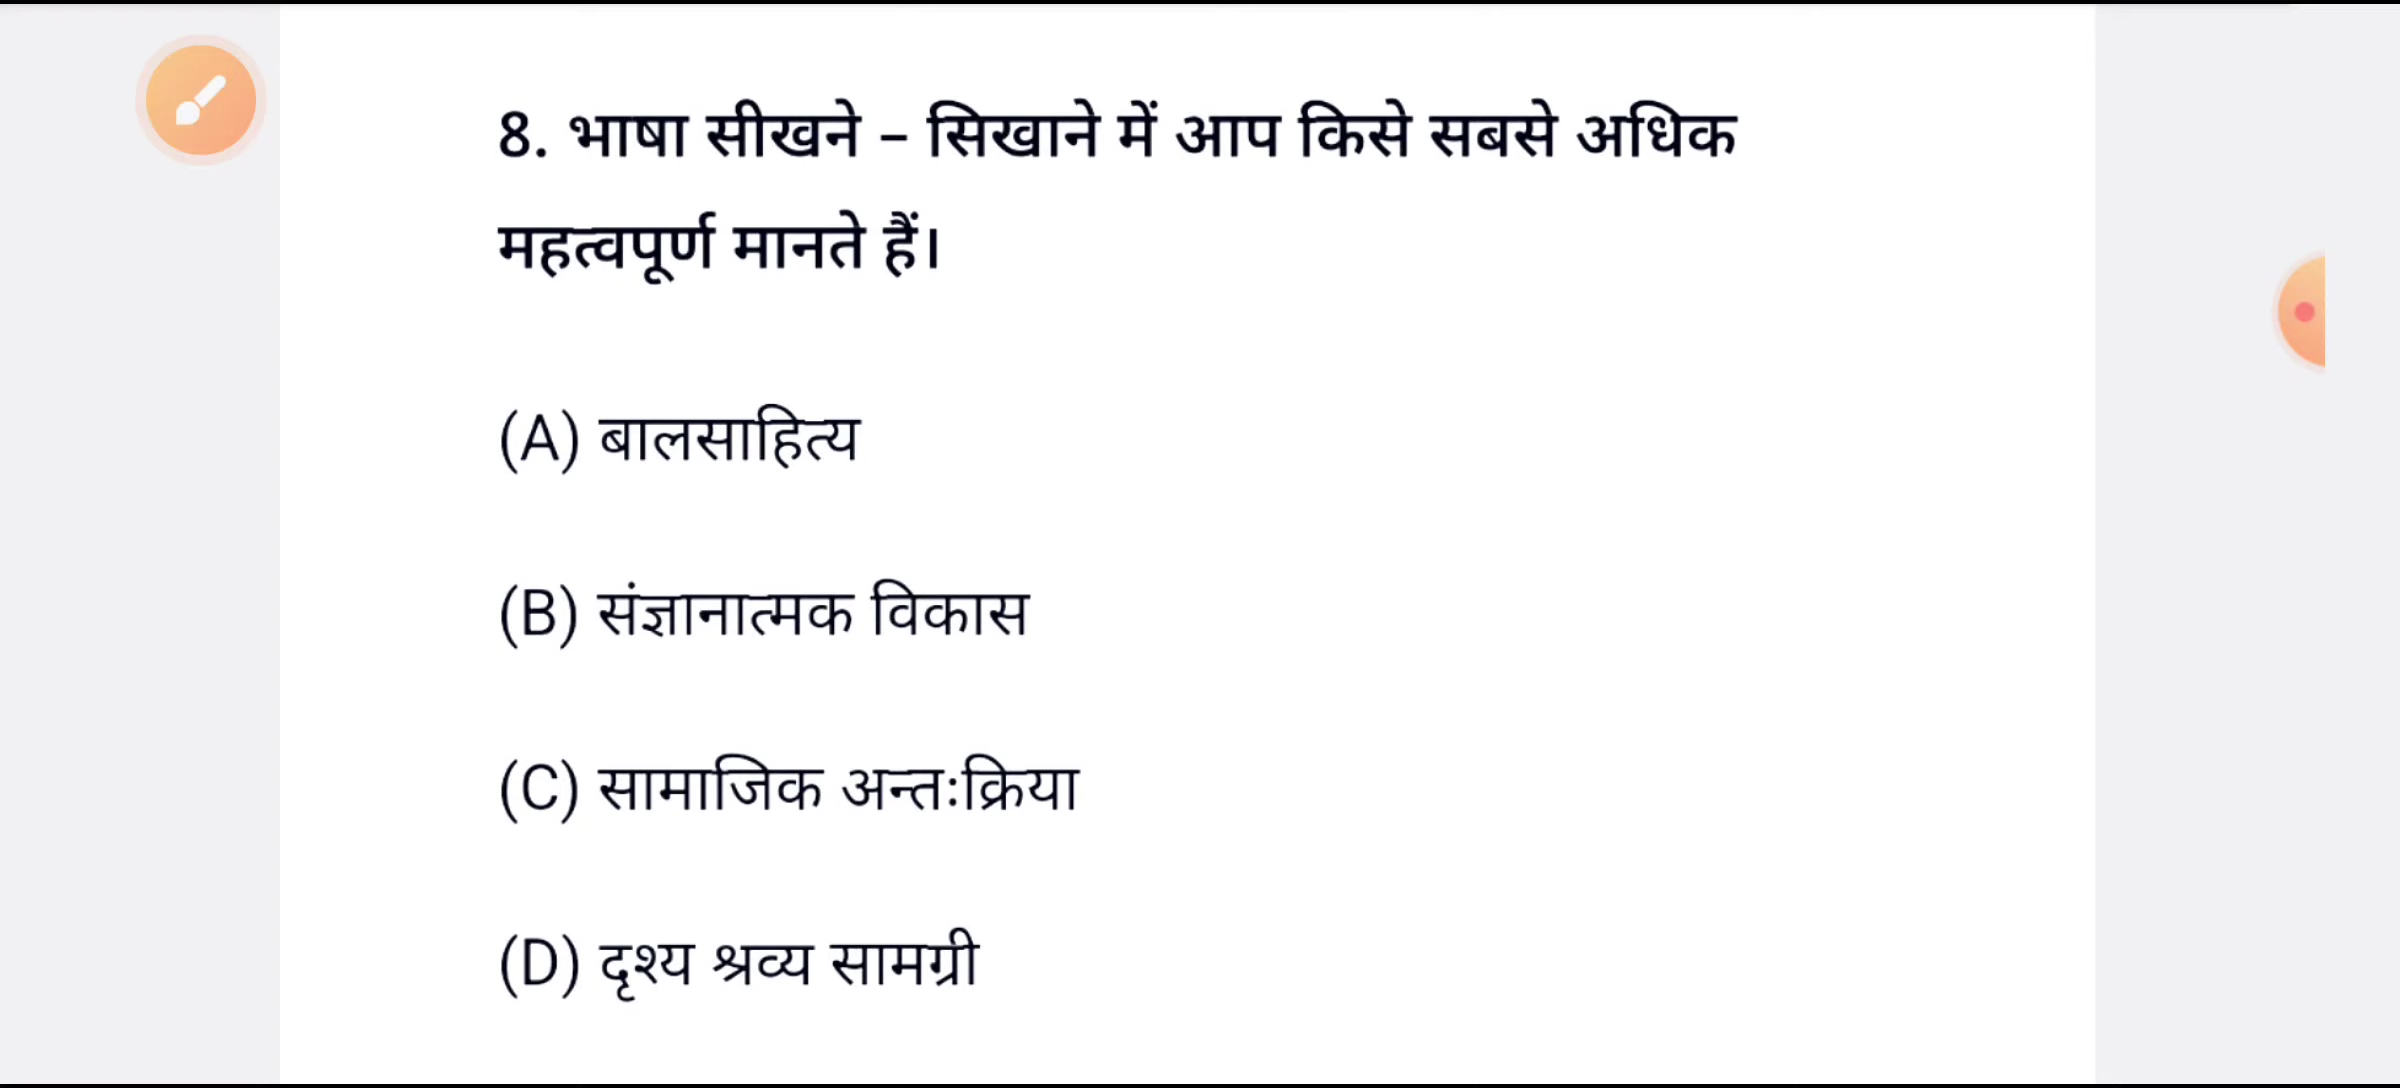 8. भाषा सीखने – सिखाने में आप किसे सबसे अधिक
महत्वपूर्ण मानते हैं।
(A) बालसाहित्य
(B) संज्ञानात्मक विकास
(C) सामाजिक अन्तःक्रिया
(D) दृश्य श्रव्य सामग्री